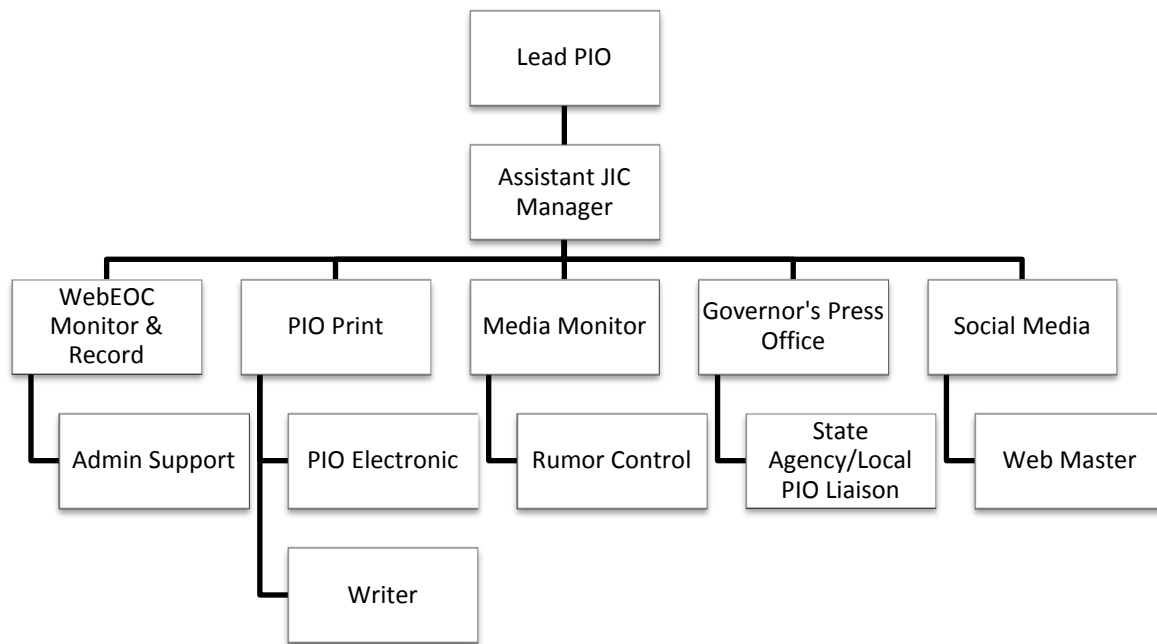 Lead PIO
Assistant JIC
Manager
WebEOC
Monitor &
Record
PIO Print
Media Monitor
Governor's Press
Office
Social Media
Admin Support
PIO Electronic
Rumor Control
State
Agency/Local
PIO Liaison
Web Master
Writer